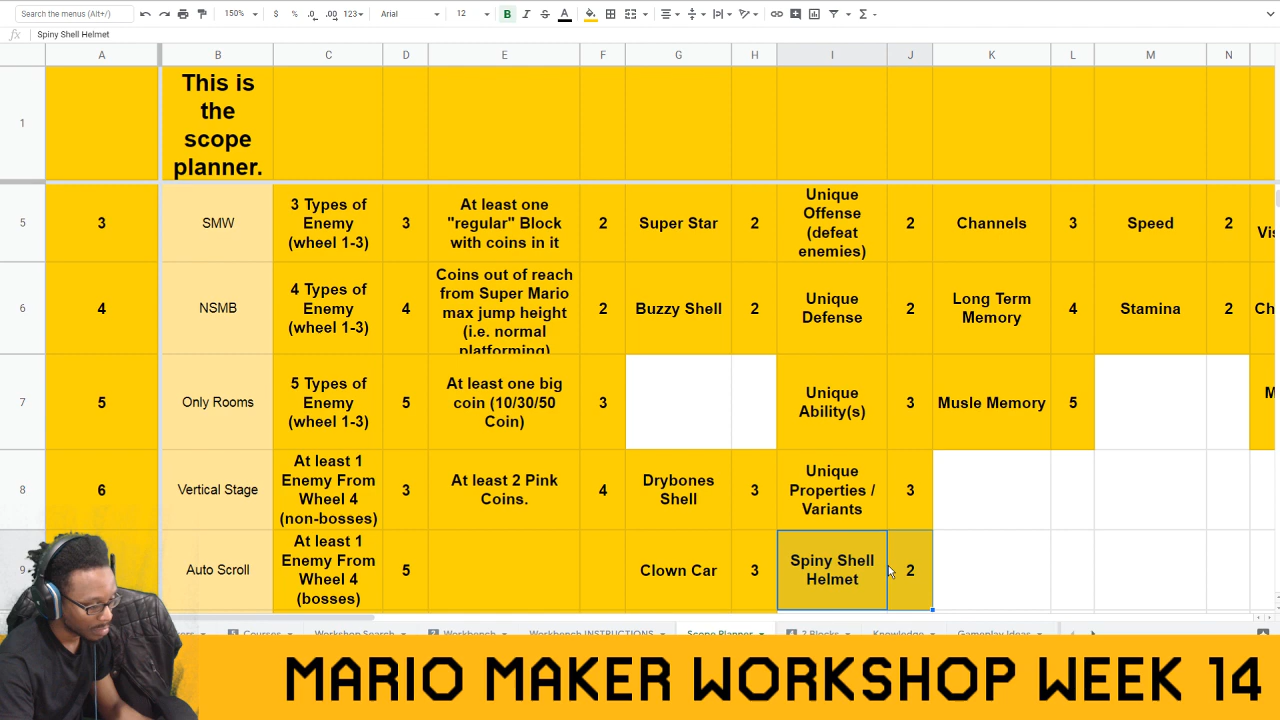 Search the menus (Alt+/)
150%
$ % .0 .00 123
Arial
12
B I S A
fx Spiny Shell Helmet
A B C D E F G H I J K L M N
1
This is
the
scope
planner.
5
3
SMW
3 Types of
Enemy
(wheel 1-3)
3
At least one
"regular" Block
with coins in it
2
Super Star
2
Unique
Offense
(defeat
enemies)
2
Channels
3
Speed
2
Vis
6
4
NSMB
4 Types of
Enemy
(wheel 1-3)
4
Coins out of reach
from Super Mario
max jump height
(i.e. normal
platforming)
2
Buzzy Shell
2
Unique
Defense
2
Long Term
Memory
4
Stamina
2
Ch
7
5
Only Rooms
5 Types of
Enemy
(wheel 1-3)
5
At least one big
coin (10/30/50
Coin)
3
Unique
Ability(s)
3
Musle Memory
5
M
8
6
Vertical Stage
At least 1
Enemy From
Wheel 4
(non-bosses)
3
At least 2 Pink
Coins.
4
Drybones
Shell
3
Unique
Properties /
Variants
3
9
Auto Scroll
At least 1
Enemy From
Wheel 4
(bosses)
5
Clown Car
3
Spiny Shell
Helmet
2
Courses
Workshop Search
Workbench
Workbench INSTRUCTIONS
Scope Planner
2 Blocks
Knowledge
Gameplay Ideas
MARIO MAKER WORKSHOP WEEK 14